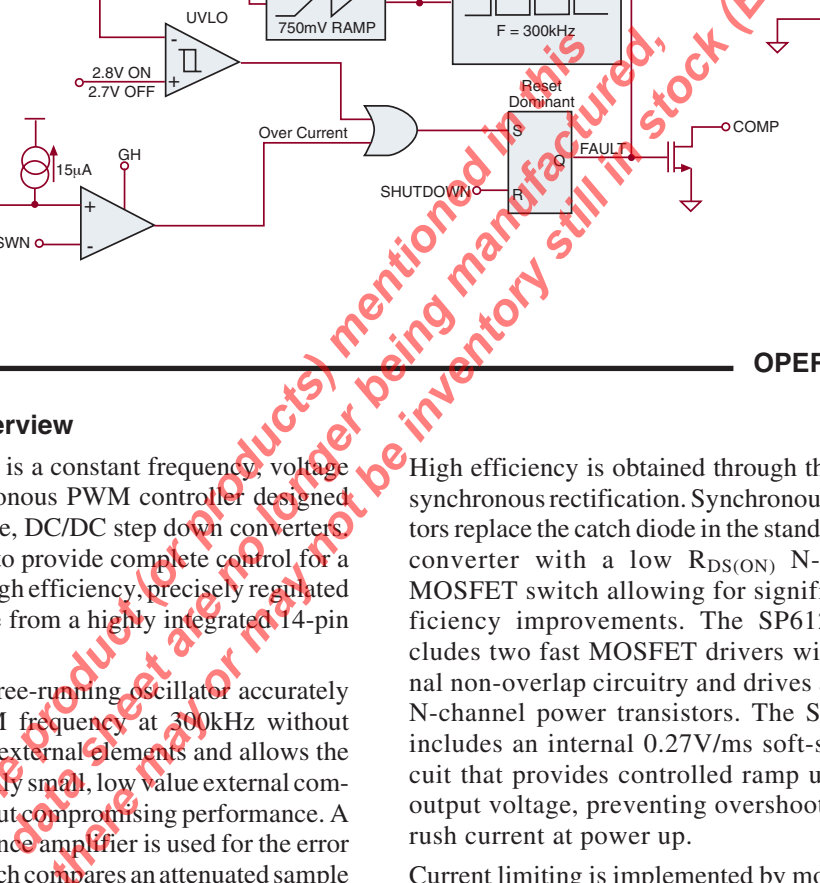 750mV RAMP
F = 300kHz
UVLO
-
2.8V ON
+
2.7V OFF
Reset
Dominant
Over Current
S
COMP
FAULT
Q
GH
15μA
SHUTDOWN
R
+
SWN
-
OPER
erview
is a constant frequency, voltage
onous PWM controller designed
e, DC/DC step down converters.
to provide complete control for a
gh efficiency, precisely regulated
e from a highly integrated 14-pin
ree-running oscillator accurately
M frequency at 300kHz without
external elements and allows the
ly small, low value external com-
ut compromising performance. A
nce amplifier is used for the error
ch compares an attenuated sample
High efficiency is obtained through th
synchronous rectification. Synchronou
tors replace the catch diode in the stand
converter with a low RDS(ON) N-
MOSFET switch allowing for signifi
ficiency improvements. The SP612
cludes two fast MOSFET drivers wi
nal non-overlap circuitry and drives
N-channel power transistors. The S
includes an internal 0.27V/ms soft-s
cuit that provides controlled ramp u
output voltage, preventing overshoot
rush current at power up.
Current limiting is implemented by mo
e product (or products) mentioned in this
data sheet are no longer being manufactured,
there may or may not be inventory still in stock (E